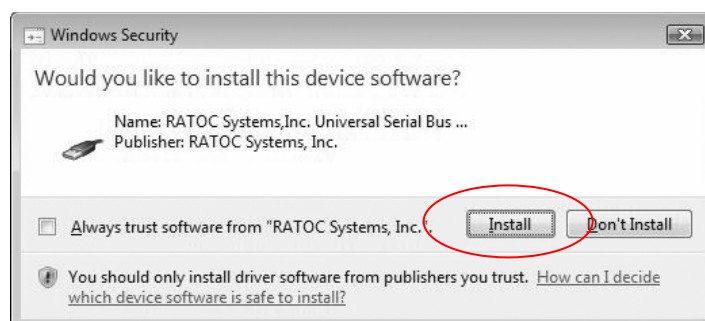 Windows Security
Would you like to install this device software?
Name: RATOC Systems,Inc. Universal Serial Bus ...
Publisher: RATOC Systems, Inc.
Always trust software from "RATOC Systems, Inc.".
Install
Don't Install
You should only install driver software from publishers you trust. How can I decide
which device software is safe to install?